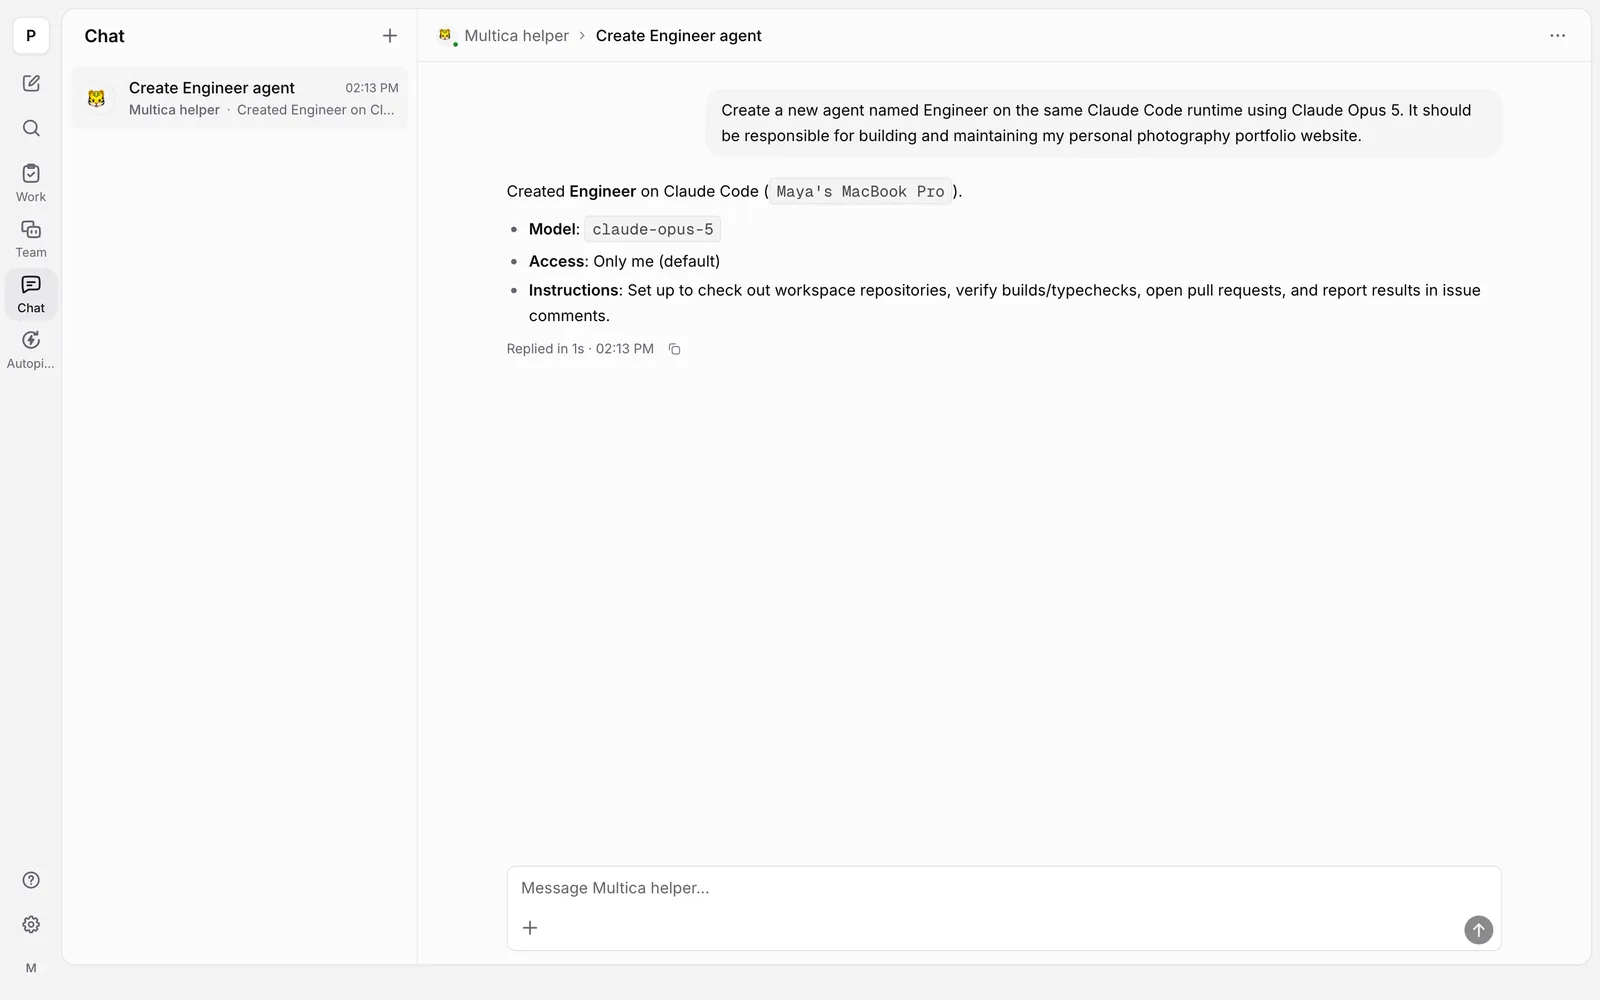 P
Chat
Multica helper > Create Engineer agent
Create Engineer agent 02:13 PM
Multica helper · Created Engineer on Cl...
Work
Team
Chat
Autopi...
Create a new agent named Engineer on the same Claude Code runtime using Claude Opus 5. It should
be responsible for building and maintaining my personal photography portfolio website.
Created Engineer on Claude Code ( Maya's MacBook Pro ).
• Model: claude-opus-5
• Access: Only me (default)
• Instructions: Set up to check out workspace repositories, verify builds/typechecks, open pull requests, and report results in issue
comments.
Replied in 1s · 02:13 PM
Message Multica helper...
M